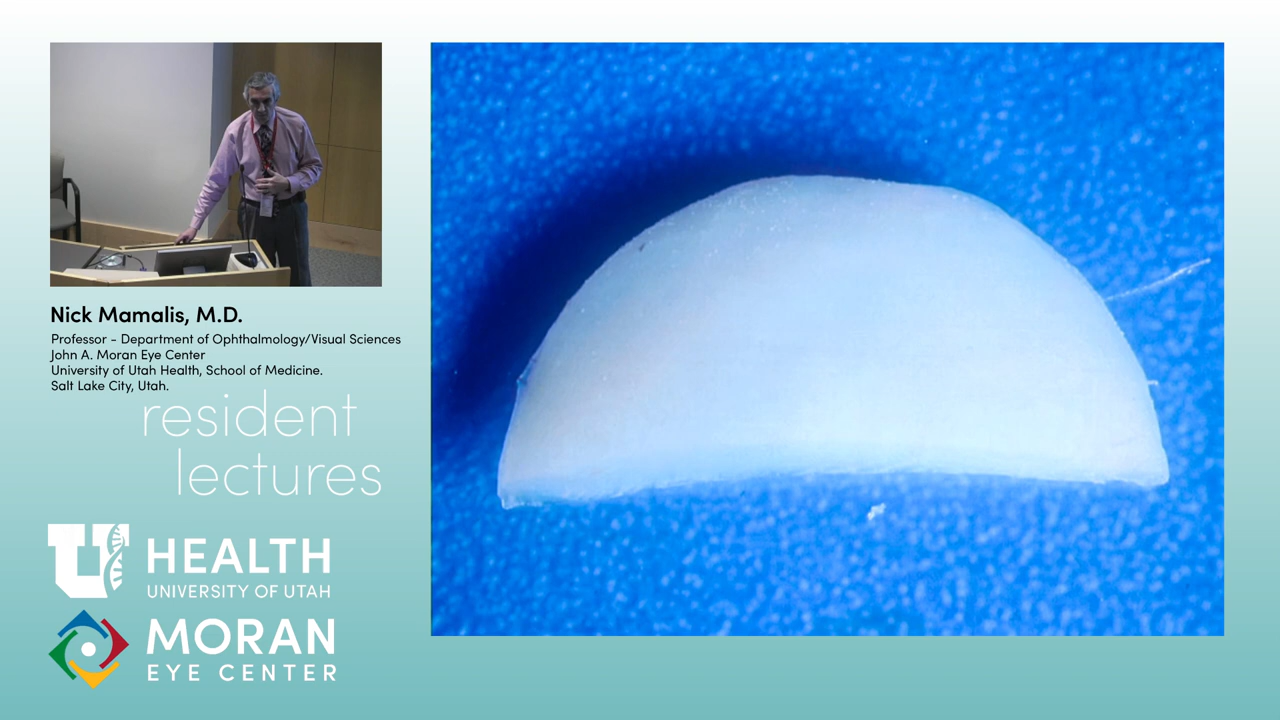 Nick Mamalis, M.D.
Professor - Department of Ophthalmology/Visual Sciences
John A. Moran Eye Center
University of Utah Health, School of Medicine.
Salt Lake City, Utah.
resident
lectures
U HEALTH
UNIVERSITY OF UTAH
MORAN
EYE CENTER